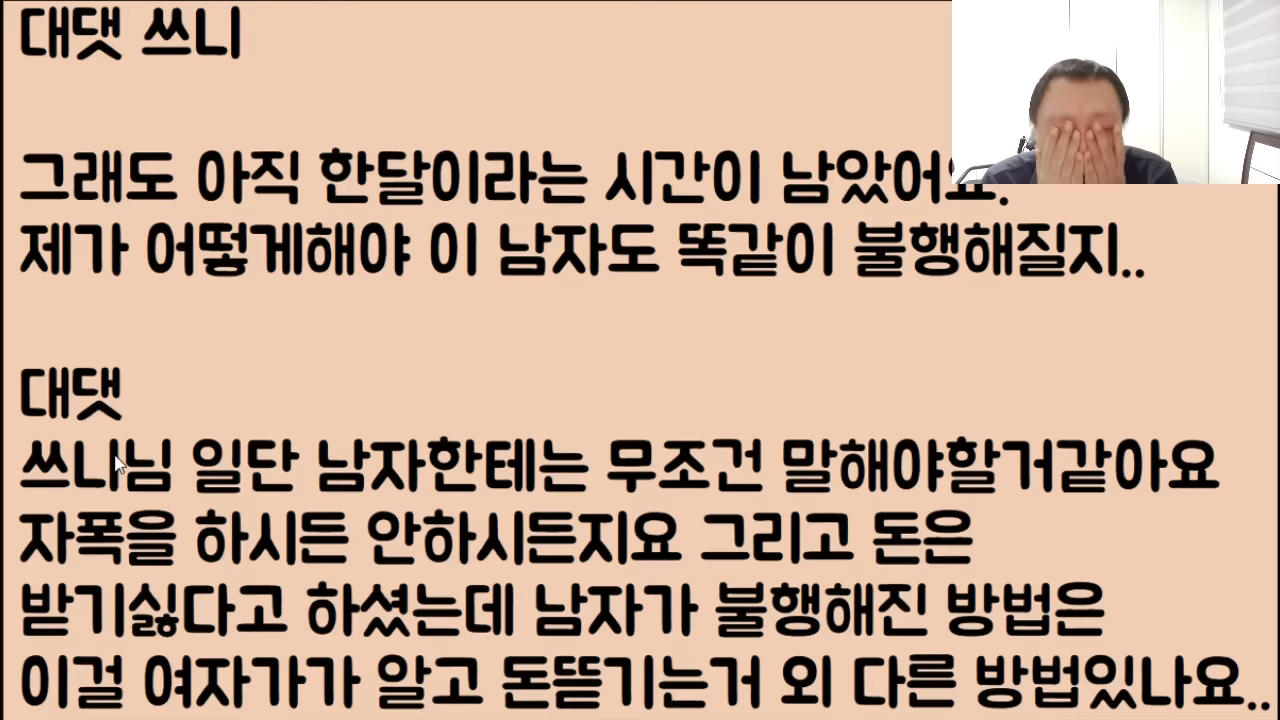 대댓 쓰니
그래도 아직 한달이라는 시간이 남았어요.
제가 어떻게해야 이 남자도 똑같이 불행해질지..
대댓
쓰니님 일단 남자한테는 무조건 말해야할거같아요
자폭을 하시든 안하시든지요 그리고 돈은
받기싫다고 하셨는데 남자가 불행해진 방법은
이걸 여자가가 알고 돈뜯기는거 외 다른 방법있나요..